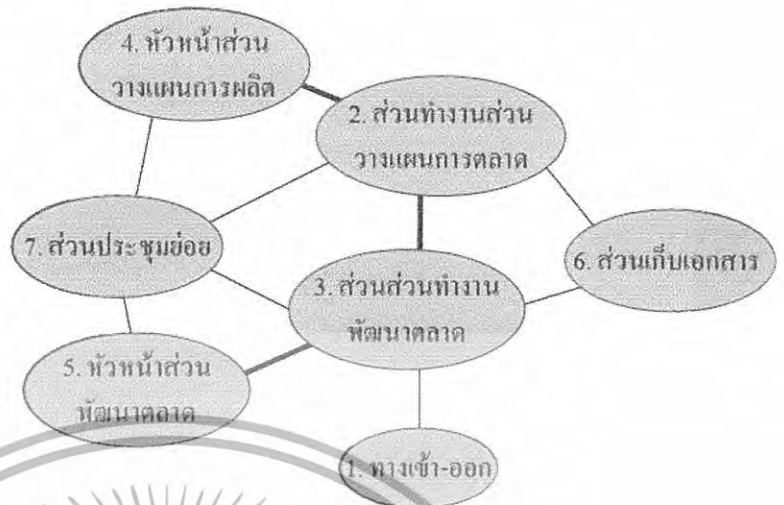 4. หัวหน้าส่วน
วางแผนการผลิต
2. ส่วนทำงานส่วน
วางแผนการตลาด
7. ส่วนประชุมย่อย
3. ส่วนส่วนทำงาน
พัฒนาตลาด
6. ส่วนเก็บเอกสาร
5. หัวหน้าส่วน
พัฒนาตลาด
1. ทางเข้า-ออก